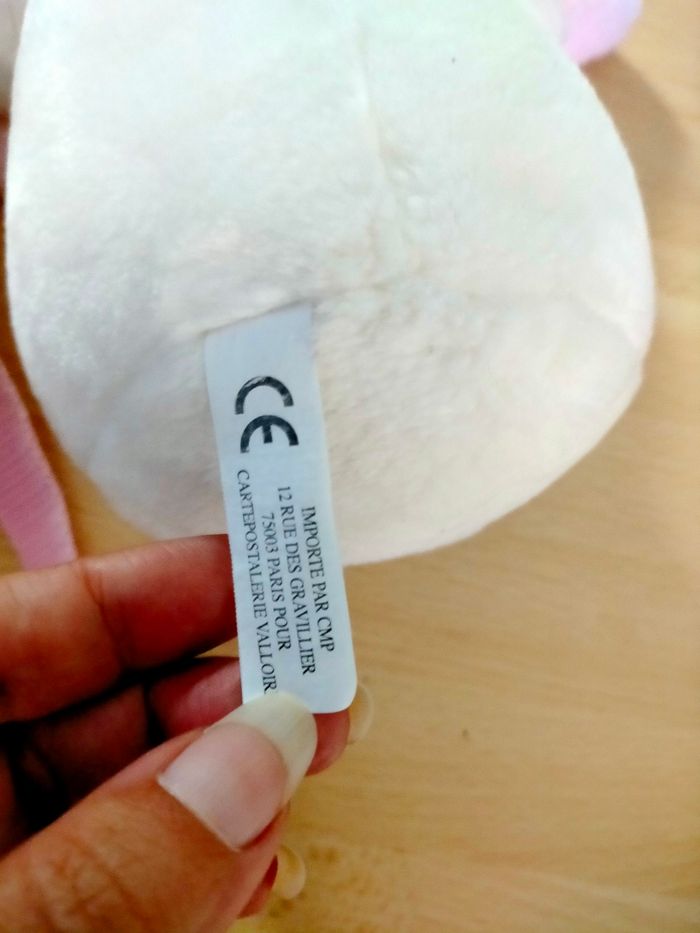 CE
IMPORTE PAR CMP
12 RUE DES GRAVILLIER
75003 PARIS POUR
CARTEPOSTALERIE VALLOIR